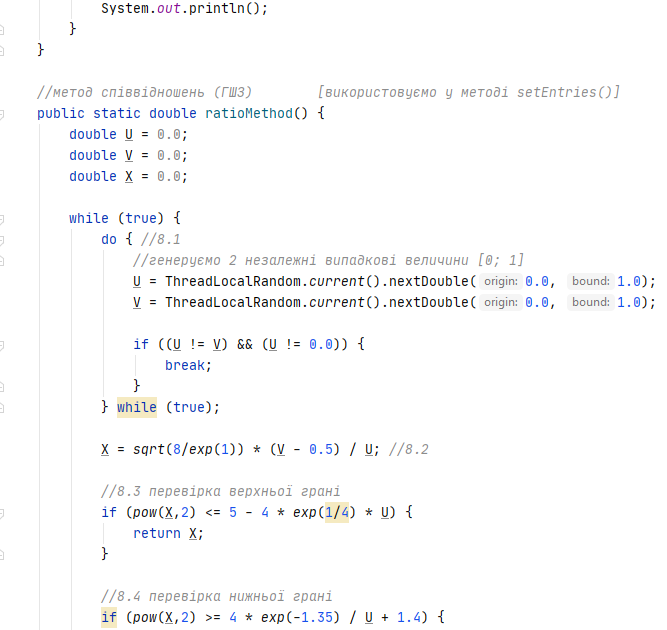 System.out.println();
}
}
//метод співвідношень (ГШЗ) [використовуємо у методі setEntries()]
public static double ratioMethod() {
double U = 0.0;
double V = 0.0;
double X = 0.0;
while (true) {
do { //8.1
//генеруємо 2 незалежні випадкові величини [0; 1]
U = ThreadLocalRandom.current().nextDouble( origin: 0.0, bound: 1.0);
V = ThreadLocalRandom.current().nextDouble( origin: 0.0, bound: 1.0);
if ((U != V) && (U != 0.0)) {
break;
}
} while (true);
X = sqrt(8/exp(1)) * (V - 0.5) / U; //8.2
//8.3 перевірка верхньої грані
if (pow(X,2) <= 5 - 4 * exp(1/4) * U) {
return X;
}
//8.4 перевірка нижньої грані
if (pow(X,2) >= 4 * exp(-1.35) / U + 1.4) {